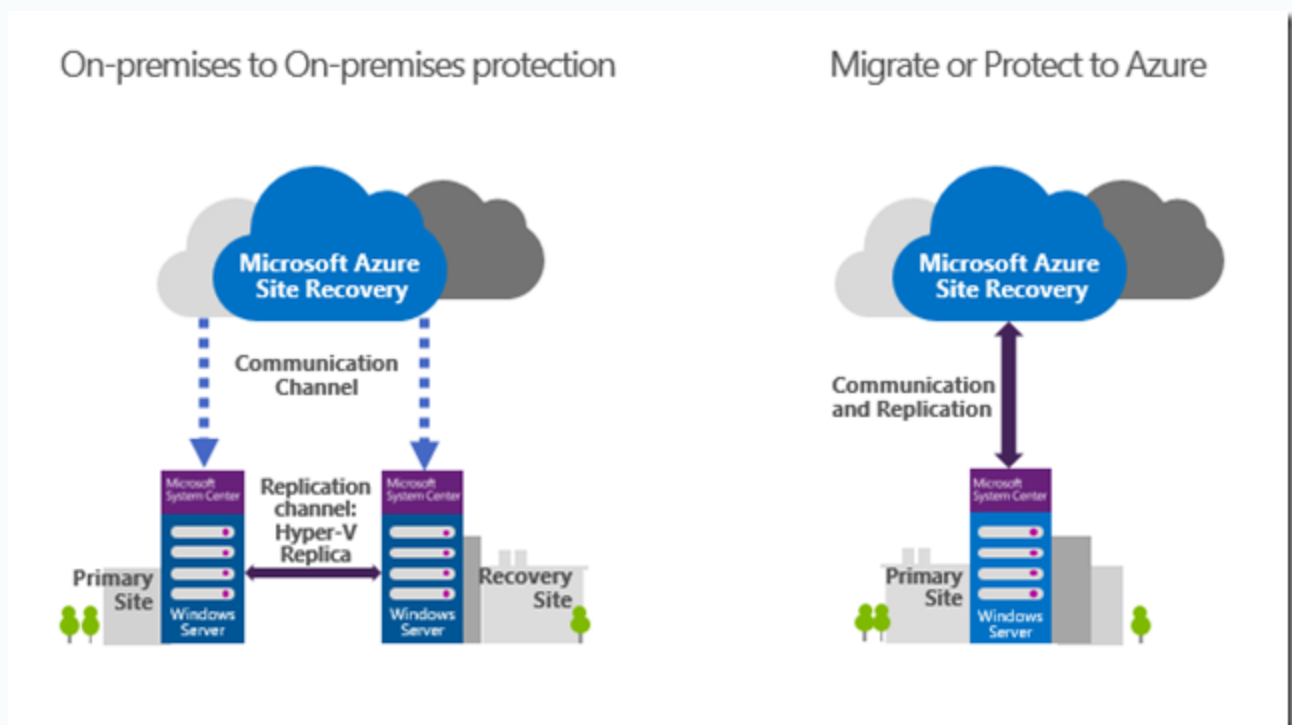 On-premises to On-premises protection
Migrate or Protect to Azure
Microsoft Azure
Site Recovery
Communication
Channel
Microsoft
System Center
Replication
channel:
Hyper-V
Replica
Microsoft
System Center
Primary
Site
Windows
Server
Windows
Server
Recovery
Site
Microsoft Azure
Site Recovery
Communication
and Replication
Microsoft
System Center
Primary
Site
Windows
Server